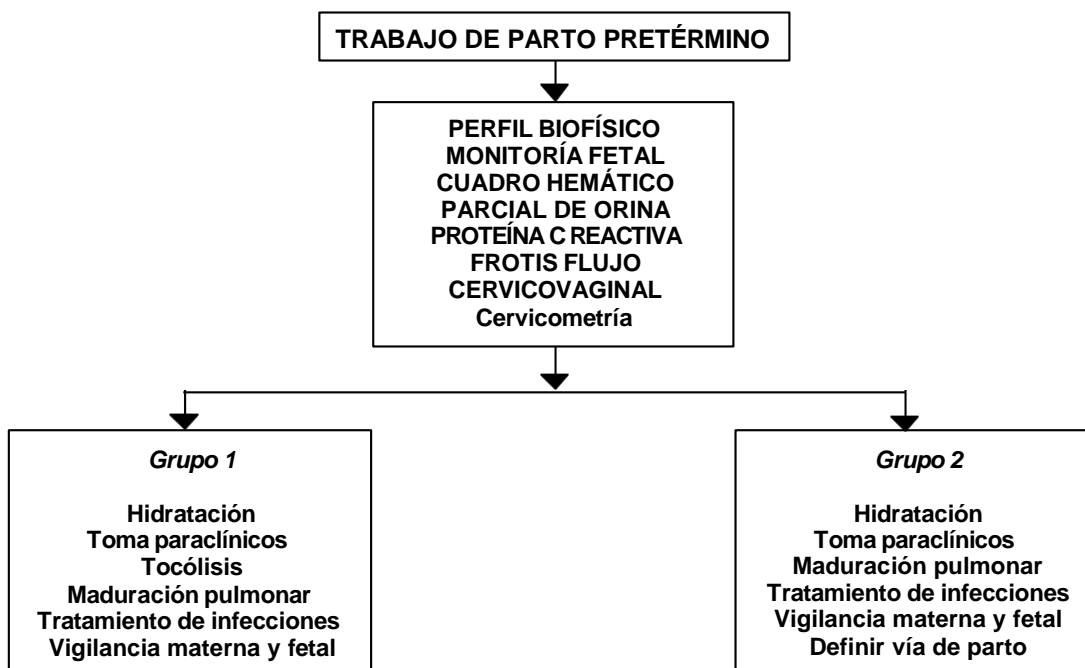 TRABAJO DE PARTO PRETÉRMINO
PERFIL BIOFÍSICO
MONITORÍA FETAL
CUADRO HEMÁTICO
PARCIAL DE ORINA
PROTEÍNA C REACTIVA
FROTIS FLUJO
CERVICOVAGINAL
Cervicometría
Grupo 1
Hidratación
Toma paraclínicos
Tocólisis
Maduración pulmonar
Tratamiento de infecciones
Vigilancia materna y fetal
Grupo 2
Hidratación
Toma paraclínicos
Maduración pulmonar
Tratamiento de infecciones
Vigilancia materna y fetal
Definir vía de parto